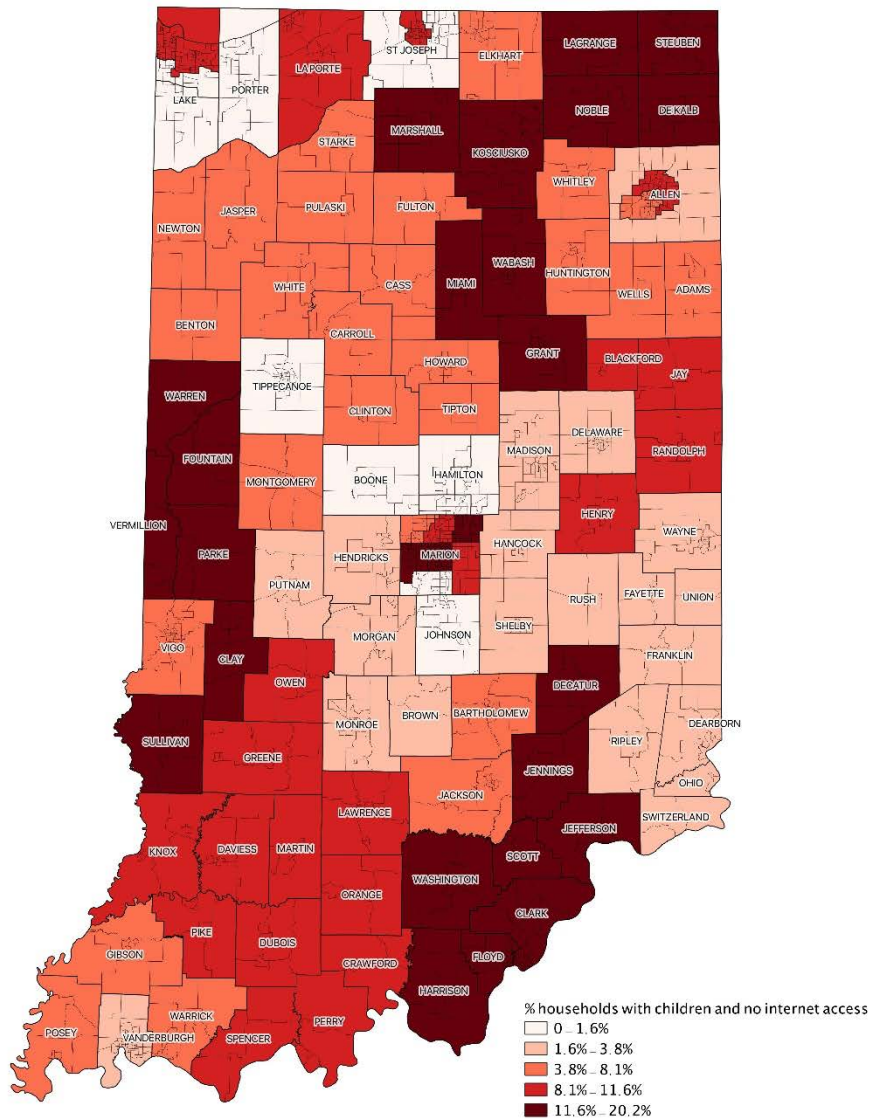 LAGRANGE
STEUBEN
ST JOSEPH
ELKHART
LAPORTE
PORTER
LAKE
NOBLE
DEKALB
MARSHALL
KOSCIUSKO
STARKE
WHITLEY
ALLEN
NEWTON
JASPER
PULASKI
FULTON
WABASH
MIAMI
HUNTINGTON
WHITE
CASS
WELLS
ADAMS
BENTON
CARROLL
GRANT
BLACKFORD
JAY
HOWARD
TIPPECANOE
WARREN
CLINTON
TIPTON
DELAWARE
MADISON
RANDOLPH
FOUNTAIN
MONTGOMERY
BOONE
HAMILTON
HENRY
VERMILLION
PARKE
HENDRICKS
MARION
HANCOCK
WAYNE
PUTNAM
RUSH
FAYETTE
UNION
SHELBY
MORGAN
JOHNSON
VIGO
CLAY
FRANKLIN
OWEN
DECATUR
MONROE
BROWN
BARTHOLOMEW
DEARBORN
SULLIVAN
RIPLEY
GREENE
JENNINGS
OHIO
JACKSON
LAWRENCE
SWITZERLAND
JEFFERSON
KNOX
DAVIESS
MARTIN
SCOTT
WASHINGTON
ORANGE
CLARK
PIKE
DUBOIS
GIBSON
FLOYD
CRAWFORD
HARRISON
WARRICK
PERRY
POSEY
VANDERBURGH
SPENCER
% households with children and no internet access
0 - 1.6%
1.6% - 3.8%
3.8% - 8.1%
8.1% - 11.6%
11.6% - 20.2%